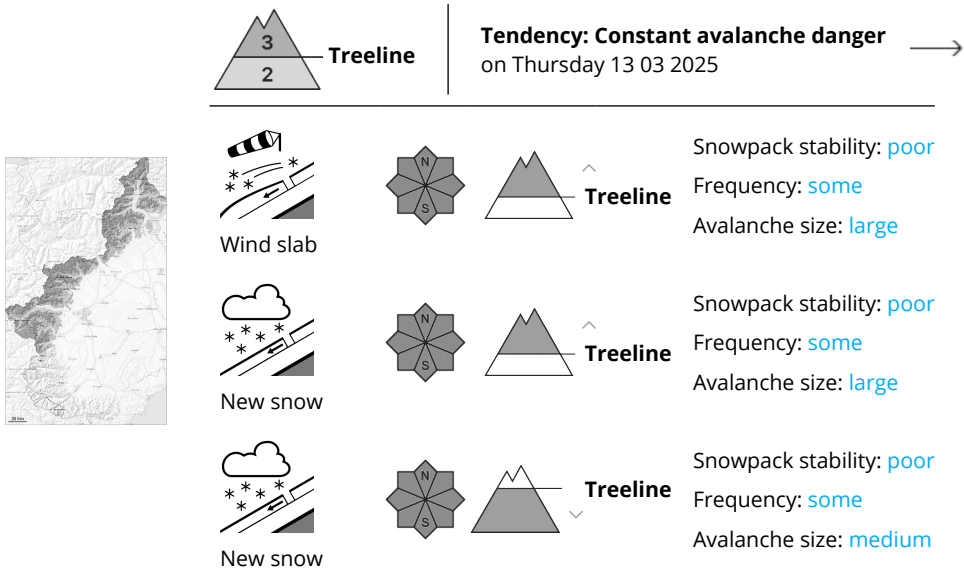 3
2
Treeline
Tendency: Constant avalanche danger
on Thursday 13 03 2025
N
S
Treeline
Snowpack stability: poor
Frequency: some
Avalanche size: large
Wind slab
N
S
Treeline
Snowpack stability: poor
Frequency: some
Avalanche size: large
New snow
N
S
Treeline
Snowpack stability: poor
Frequency: some
Avalanche size: medium
New snow
20 km